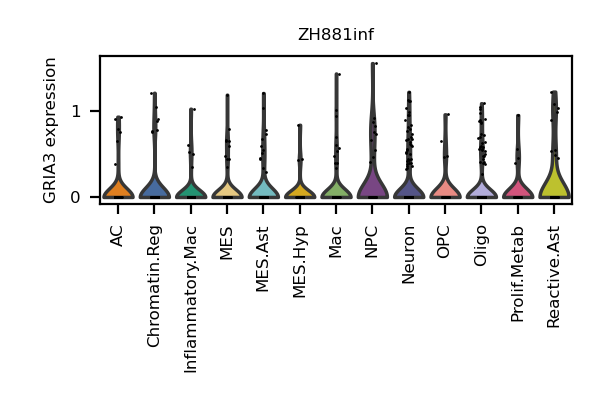 ZH881inf
GRIA3 expression
1
0
AC
Chromatin.Reg
Inflammatory.Mac
MES
MES.Ast
MES.Hyp
Mac
NPC
Neuron
OPC
Oligo
Prolif.Metab
Reactive.Ast